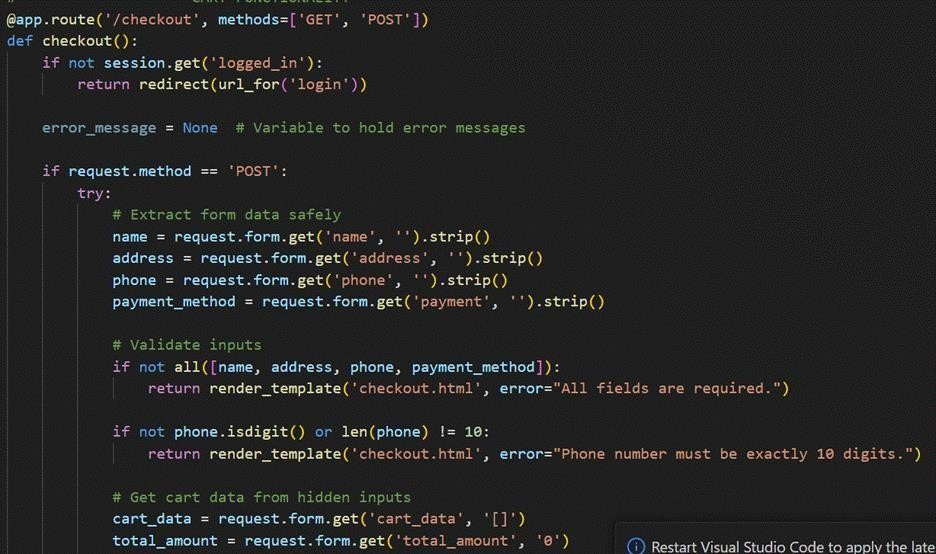 @app.route('/checkout', methods=['GET', 'POST'])
def checkout():
    if not session.get('logged_in'):
        return redirect(url_for('login'))

    error_message = None  # Variable to hold error messages

    if request.method == 'POST':
        try:
            # Extract form data safely
            name = request.form.get('name', '').strip()
            address = request.form.get('address', '').strip()
            phone = request.form.get('phone', '').strip()
            payment_method = request.form.get('payment', '').strip()

            # Validate inputs
            if not all([name, address, phone, payment_method]):
                return render_template('checkout.html', error="All fields are required.")

            if not phone.isdigit() or len(phone) != 10:
                return render_template('checkout.html', error="Phone number must be exactly 10 digits.")

            # Get cart data from hidden inputs
            cart_data = request.form.get('cart_data', '[]')
            total_amount = request.form.get('total_amount', '0')
Restart Visual Studio Code to apply the late